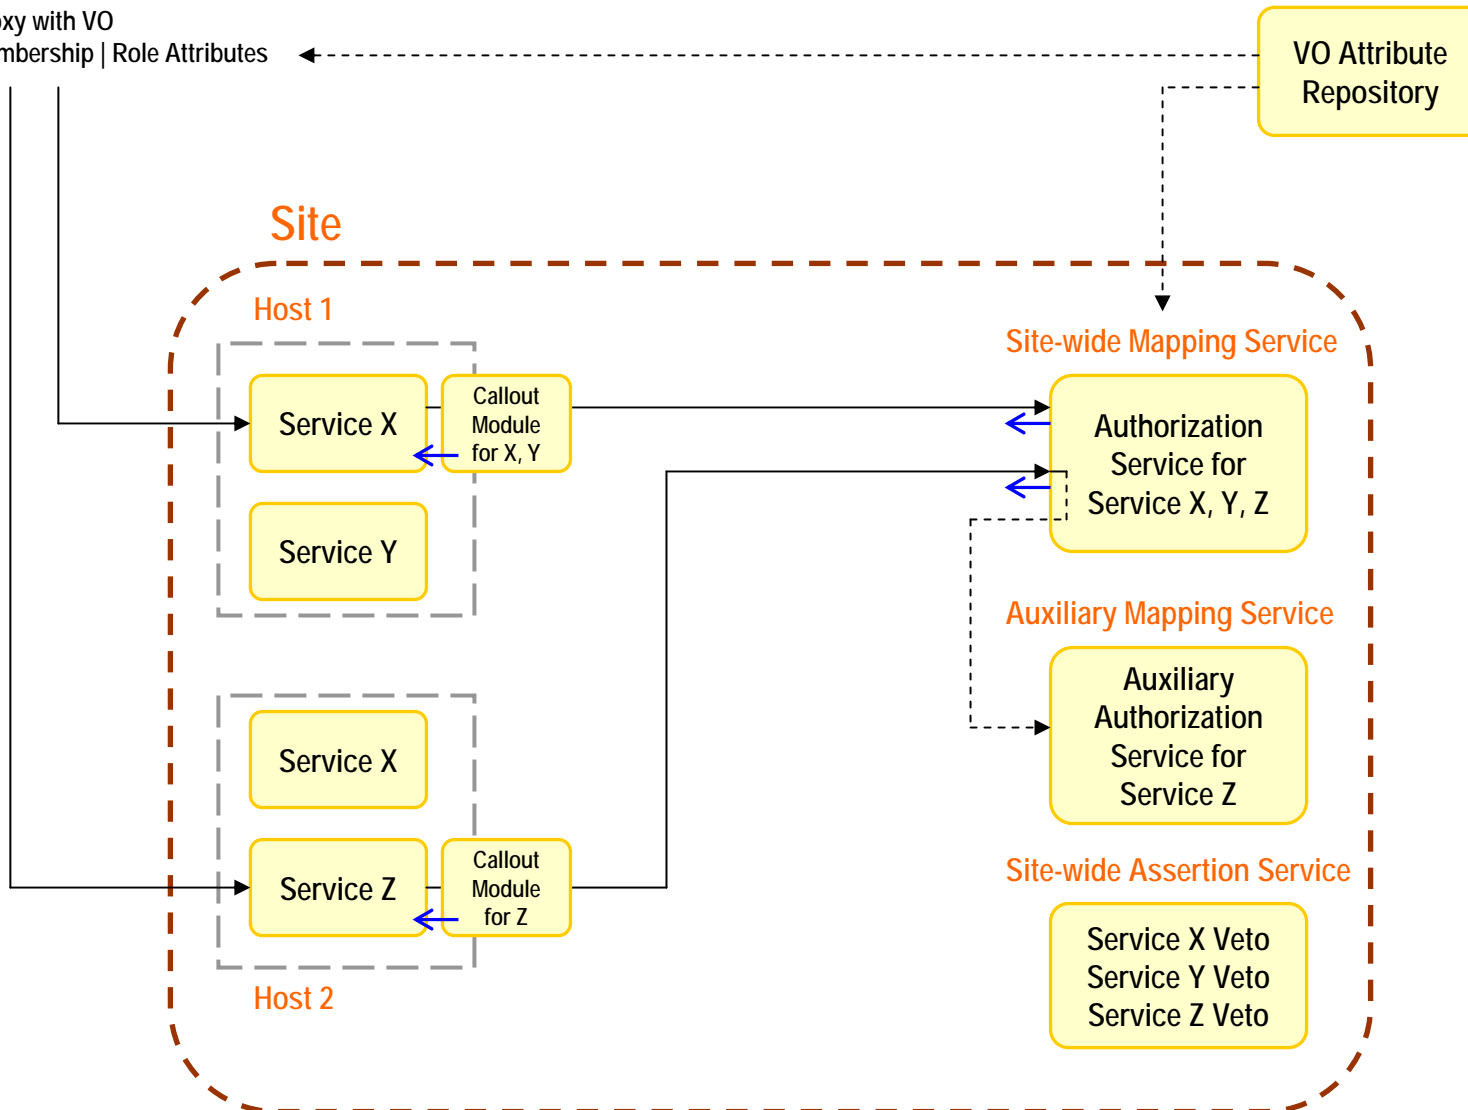 oxy with VO
mbership | Role Attributes
VO Attribute
Repository
Site
Host 1
Site-wide Mapping Service
Service X
Callout
Module
for X, Y
Authorization
Service for
Service X, Y, Z
Service Y
Auxiliary Mapping Service
Auxiliary
Authorization
Service for
Service Z
Service X
Service Z
Callout
Module
for Z
Site-wide Assertion Service
Service X Veto
Service Y Veto
Service Z Veto
Host 2